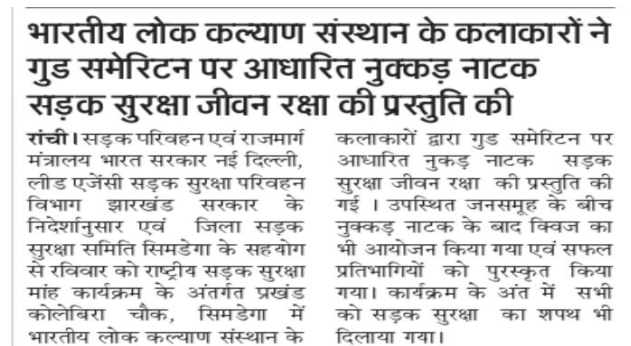 भारतीय लोक कल्याण संस्थान के कलाकारों ने
गुड समेरिटन पर आधारित नुक्कड़ नाटक
सड़क सुरक्षा जीवन रक्षा की प्रस्तुति की
रांची। सड़क परिवहन एवं राजमार्ग
मंत्रालय भारत सरकार नई दिल्ली,
लीड एजेंसी सड़क सुरक्षा परिवहन
विभाग झारखंड सरकार के
निदेर्शानुसार एवं जिला सड़क
सुरक्षा समिति सिमडेगा के सहयोग
से रविवार को राष्ट्रीय सड़क सुरक्षा
मांह कार्यक्रम के अंतर्गत प्रखंड
कोलेबिरा चौक, सिमडेगा में
भारतीय लोक कल्याण संस्थान के
कलाकारों द्वारा गुड समेरिटन पर
आधारित नुकड़ नाटक सड़क
सुरक्षा जीवन रक्षा की प्रस्तुति की
गई । उपस्थित जनसमूह के बीच
नुक्कड़ नाटक के बाद क्विज का
भी आयोजन किया गया एवं सफल
प्रतिभागियों को पुरस्कृत किया
गया। कार्यक्रम के अंत में सभी
को सड़क सुरक्षा का शपथ भी
दिलाया गया।